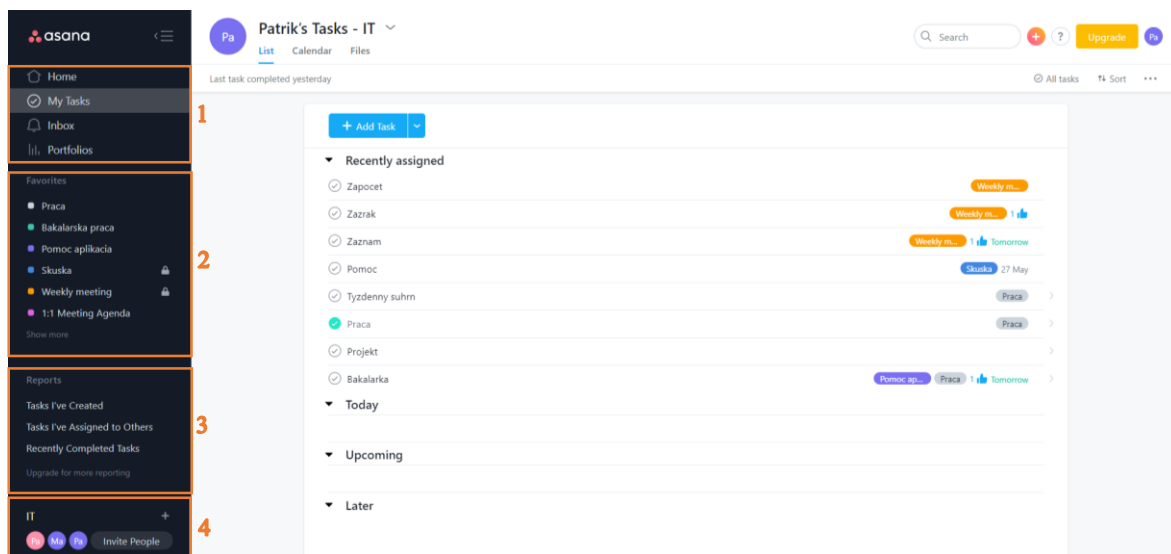 asana
Home
My Tasks
Inbox
Portfolios
1
Favorites
Praca
Bakalarska praca
Pomoc aplikacia
Skuska
Weekly meeting
1:1 Meeting Agenda
Show more
2
Reports
Tasks I've Created
Tasks I've Assigned to Others
Recently Completed Tasks
Upgrade for more reporting
3
IT +
Pa Ma Pa Invite People
4
Pa
Patrik's Tasks - IT
List Calendar Files
Search + ? Upgrade Pa
Last task completed yesterday
All tasks Sort ...
+ Add Task
Recently assigned
Zapocet Weekly m...
Zazrak Weekly m... 1
Zaznam Weekly m... 1 Tomorrow
Pomoc Skuska 27 May
Tyzdenny suhrn Praca
Praca Praca
Projekt
Bakalarka Pomoc ap... Praca 1 Tomorrow
Today
Upcoming
Later